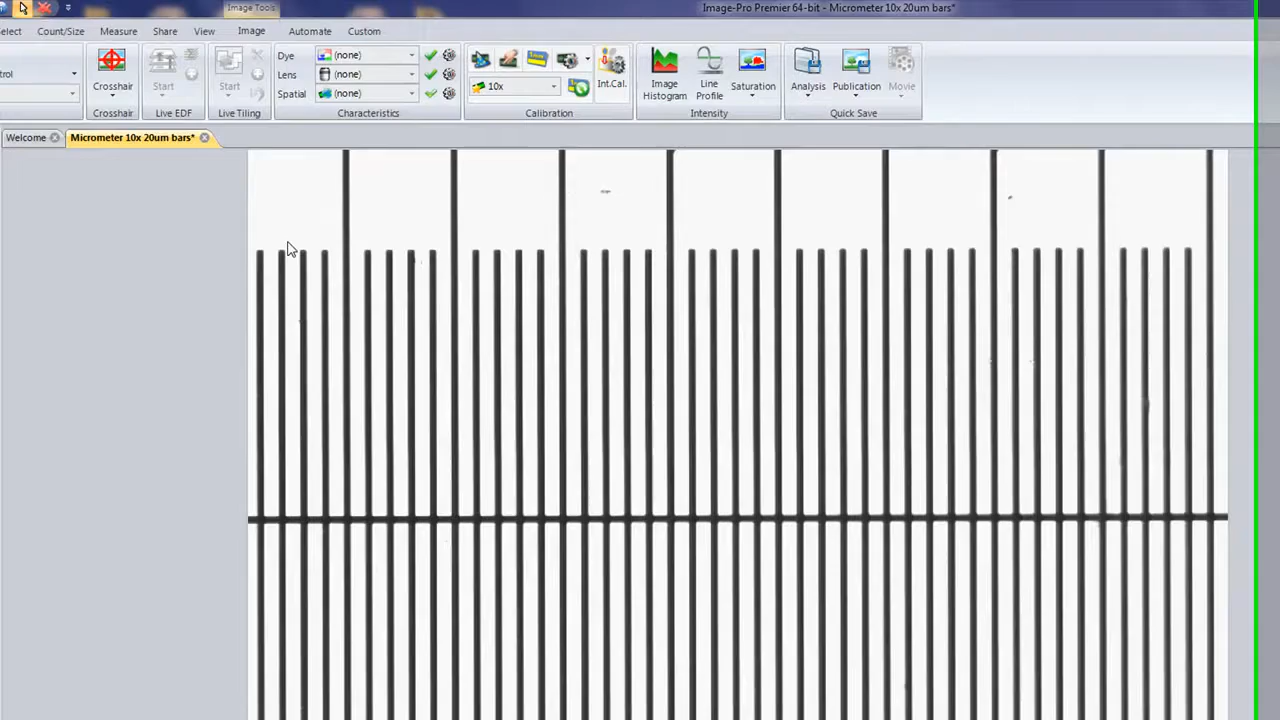 Image Tools
Image-Pro Premier 64-bit - Micrometer 10x 20um bars*
Select Count/Size Measure Share View Image Automate Custom
Dye (none)
Lens (none)
Spatial (none)
Crosshair Start Start
10x
Int.Cal.
Image Histogram Line Profile Saturation
Analysis Publication Movie
Crosshair Live EDF Live Tiling Characteristics Calibration Intensity Quick Save
Welcome Micrometer 10x 20um bars*